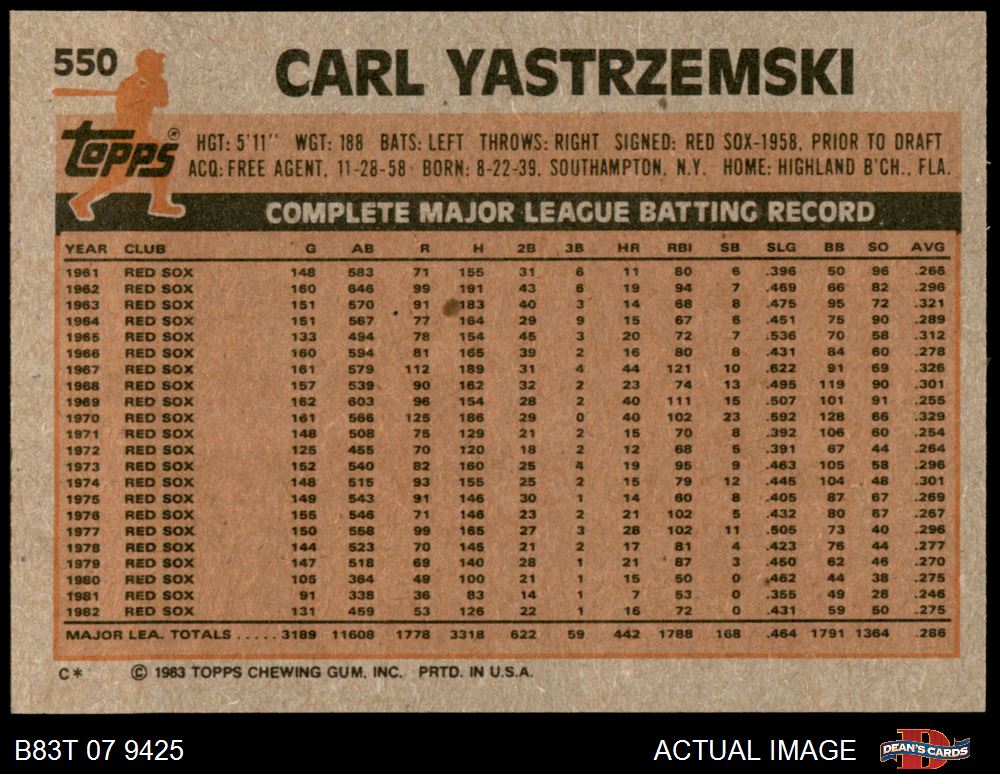 550 CARL YASTRZEMSKI
topps ® HGT: 5'11" WGT: 188 BATS: LEFT THROWS: RIGHT SIGNED: RED SOX-1958, PRIOR TO DRAFT
ACQ: FREE AGENT, 11-28-58 BORN: 8-22-39, SOUTHAMPTON, N.Y. HOME: HIGHLAND B'CH., FLA.
COMPLETE MAJOR LEAGUE BATTING RECORD
YEAR CLUB G AB R H 2B 3B HR RBI SB SLG BB SO AVG
1961 RED SOX 148 583 71 155 31 6 11 80 6 .396 50 96 .266
1962 RED SOX 160 646 99 191 43 6 19 94 7 .469 66 82 .296
1963 RED SOX 151 570 91 183 40 3 14 68 8 .475 95 72 .321
1964 RED SOX 151 567 77 164 29 9 15 67 6 .451 75 90 .289
1965 RED SOX 133 494 78 154 45 3 20 72 7 .536 70 58 .312
1966 RED SOX 160 594 81 165 39 2 16 80 8 .431 84 60 .278
1967 RED SOX 161 579 112 189 31 4 44 121 10 .622 91 69 .326
1968 RED SOX 157 539 90 162 32 2 23 74 13 .495 119 90 .301
1969 RED SOX 162 603 96 154 28 2 40 111 15 .507 101 91 .255
1970 RED SOX 161 566 125 186 29 0 40 102 23 .592 128 66 .329
1971 RED SOX 148 508 75 129 21 2 15 70 8 .392 106 60 .254
1972 RED SOX 125 455 70 120 18 2 12 68 5 .391 67 44 .264
1973 RED SOX 152 540 82 160 25 4 19 95 9 .463 105 58 .296
1974 RED SOX 148 515 93 155 25 2 15 79 12 .445 104 48 .301
1975 RED SOX 149 543 91 146 30 1 14 60 8 .405 87 67 .269
1976 RED SOX 155 546 71 146 23 2 21 102 5 .432 80 67 .267
1977 RED SOX 150 558 99 165 27 3 28 102 11 .505 73 40 .296
1978 RED SOX 144 523 70 145 21 2 17 81 4 .423 76 44 .277
1979 RED SOX 147 518 69 140 28 1 21 87 3 .450 62 46 .270
1980 RED SOX 105 364 49 100 21 1 15 50 0 .462 44 38 .275
1981 RED SOX 91 338 36 83 14 1 7 53 0 .355 49 28 .246
1982 RED SOX 131 459 53 126 22 1 16 72 0 .431 59 50 .275
MAJOR LEA. TOTALS ..... 3189 11608 1778 3318 622 59 442 1788 168 .464 1791 1364 .286
C* © 1983 TOPPS CHEWING GUM, INC. PRTD. IN U.S.A.
B83T 07 9425 ACTUAL IMAGE DEAN'S CARDS